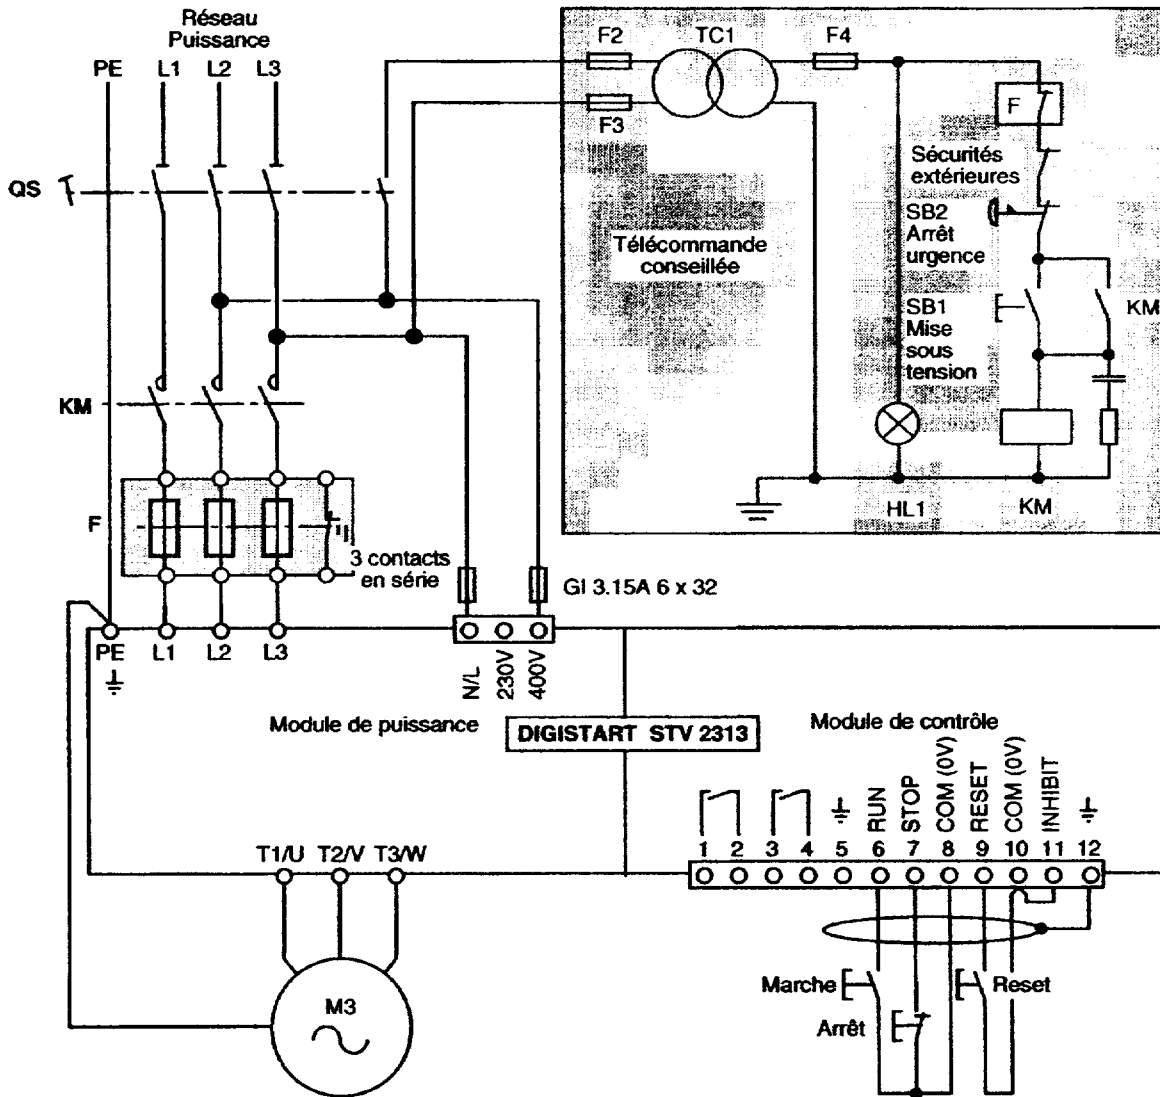 Réseau
Puissance
PE L1 L2 L3
F2 TC1 F4
F3
F
QS
Sécurités
extérieures
SB2
Arrêt
urgence
Télécommande
conseillée
SB1
Mise
sous
tension
KM
KM
HL1 KM
F
3 contacts
en série
GI 3.15A 6 x 32
PE L1 L2 L3
N/L
230V
400V
Module de puissance
DIGISTART STV 2313
Module de contrôle
RUN
STOP
COM (0V)
RESET
COM (0V)
INHIBIT
1 2 3 4 5 6 7 8 9 10 11 12
T1/U T2/V T3/W
Marche
Reset
Arrêt
M3